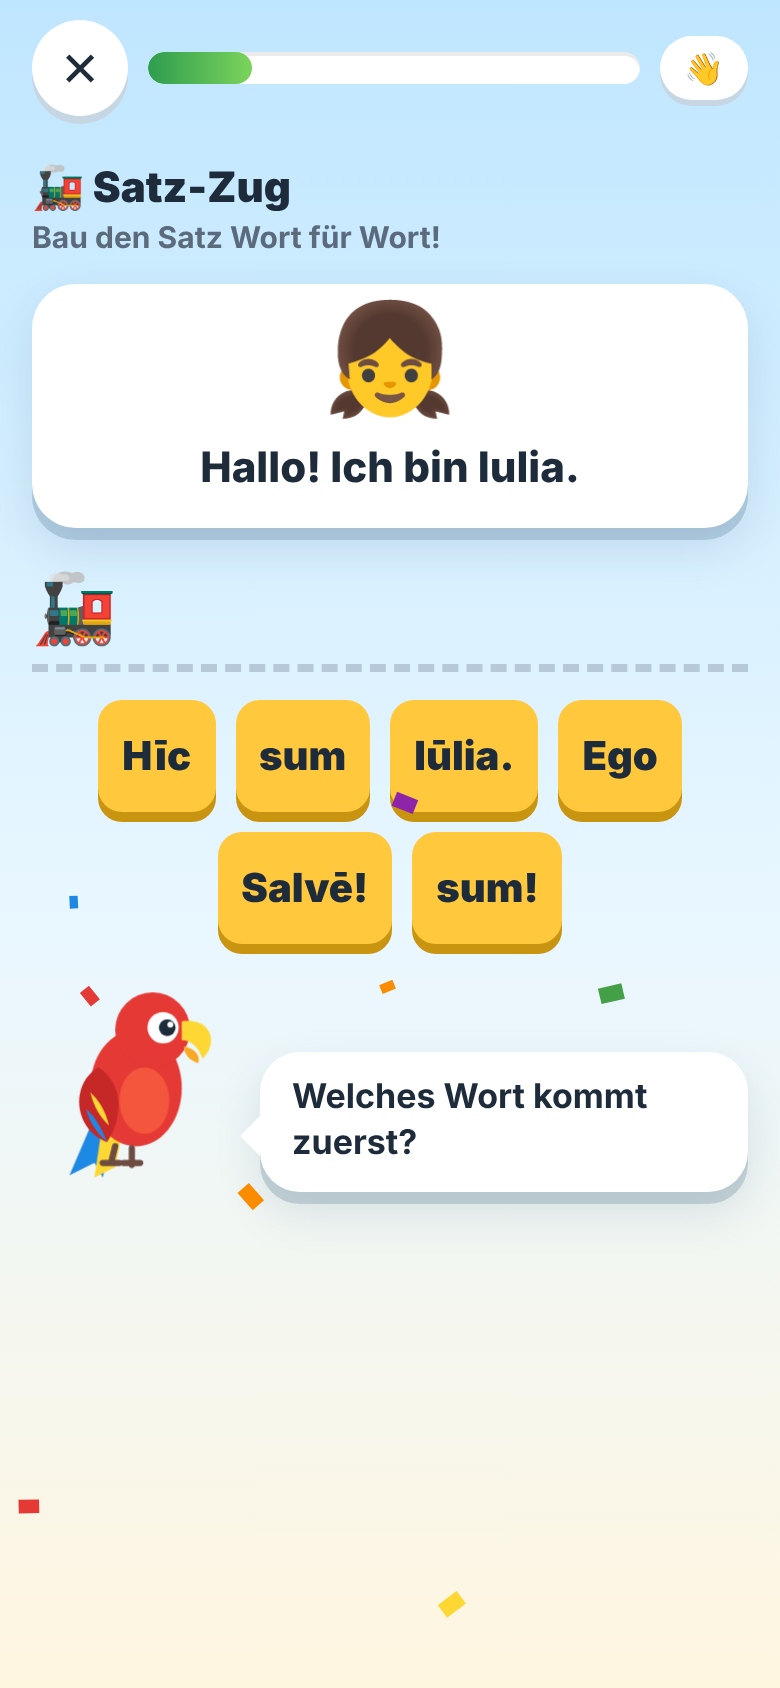 Satz-Zug
Bau den Satz Wort für Wort!
Hallo! Ich bin Iulia.
Hīc sum Iūlia. Ego
Salvē! sum!
Welches Wort kommt
zuerst?